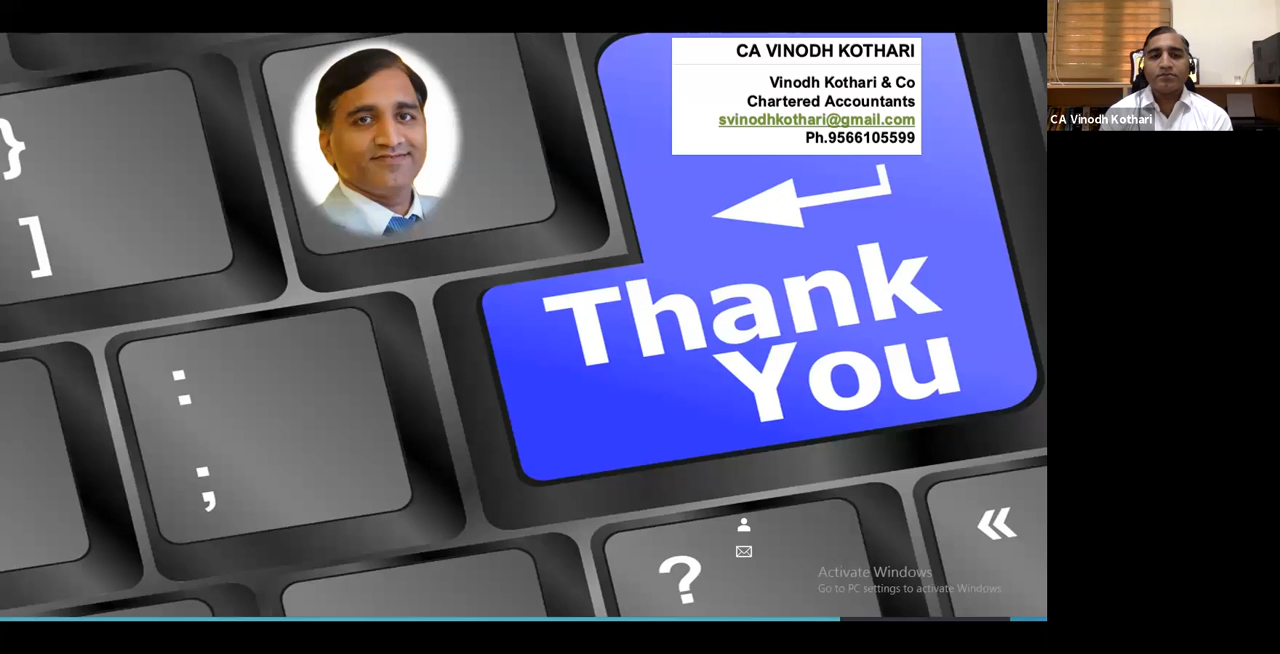 CA VINODH KOTHARI
Vinodh Kothari & Co
Chartered Accountants
svinodhkothari@gmail.com
Ph.9566105599
CA Vinodh Kothari
}
]
Thank
You
:
;
?
«
Activate Windows
Go to PC settings to activate Windows.